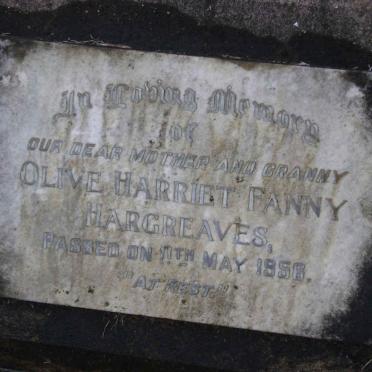 In Loving Memory
of
OUR DEAR MOTHER AND GRANNY
OLIVE HARRIET FANNY
HARGREAVES,
PASSED ON 11TH MAY 1958.
"AT REST."